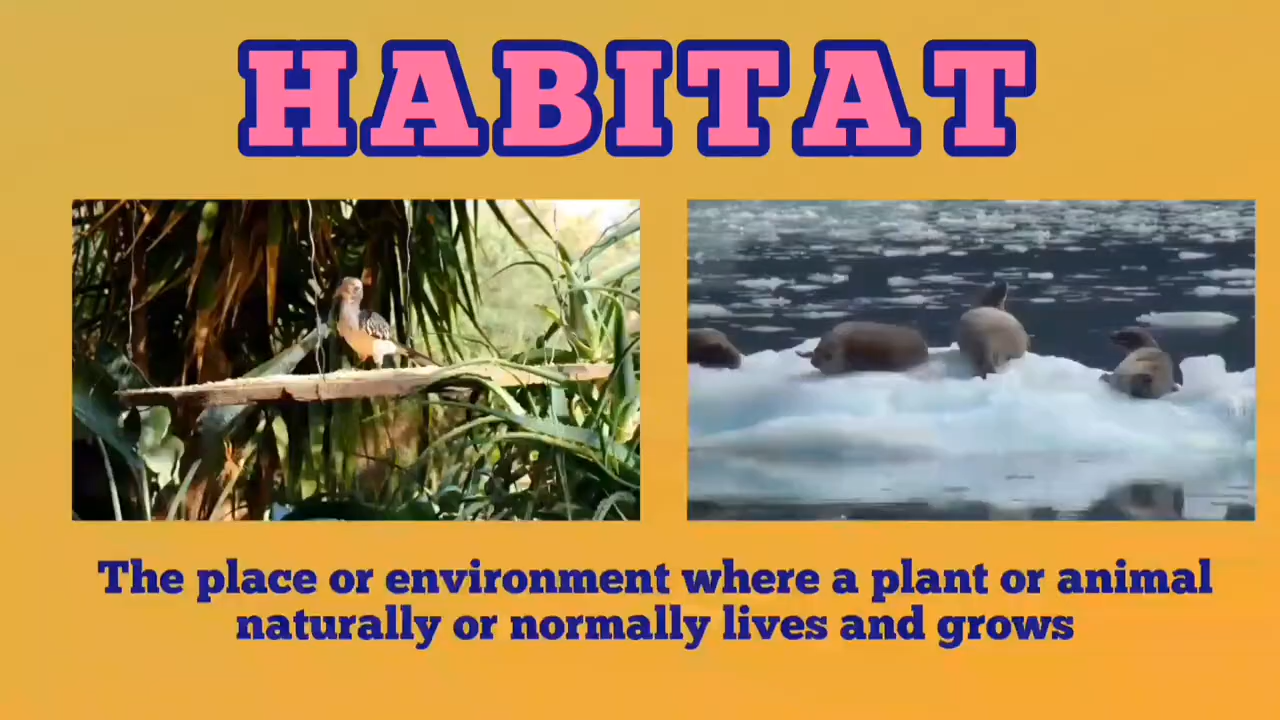 HABITAT
The place or environment where a plant or animal
naturally or normally lives and grows